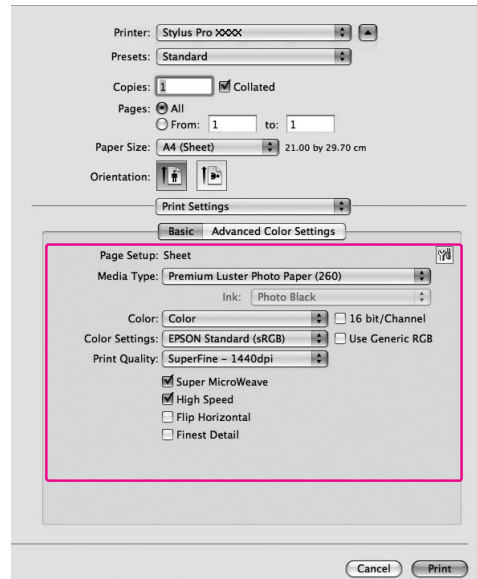 Printer: Stylus Pro XXXX
Presets: Standard
Copies: 1 Collated
Pages: All
From: 1 to: 1
Paper Size: A4 (Sheet) 21.00 by 29.70 cm
Orientation:
Print Settings
Basic Advanced Color Settings
Page Setup: Sheet
Media Type: Premium Luster Photo Paper (260)
Ink: Photo Black
Color: Color 16 bit/Channel
Color Settings: EPSON Standard (sRGB) Use Generic RGB
Print Quality: SuperFine – 1440dpi
Super MicroWeave
High Speed
Flip Horizontal
Finest Detail
Cancel Print